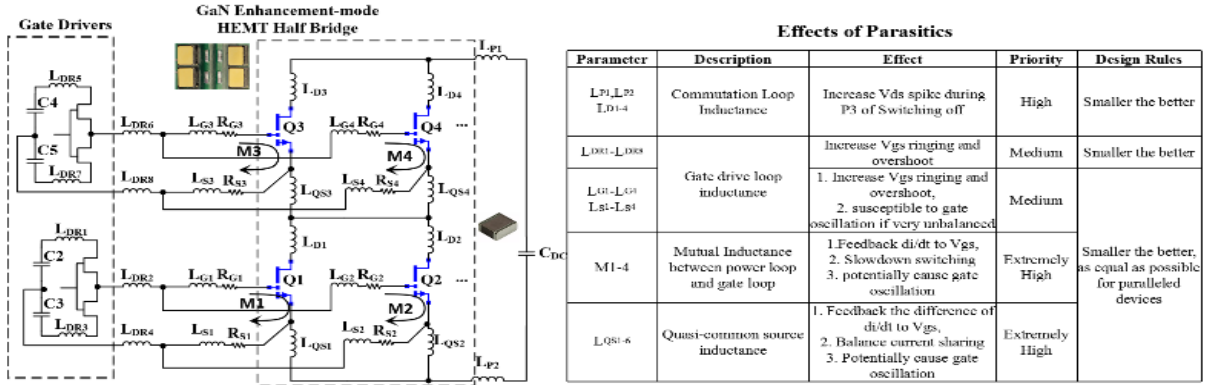 Gate Drivers
GaN Enhancement-mode
HEMT Half Bridge
LP1
LDR5
C4
C5
LDR7
LDR6
LDR8
LG3 RG3
LS3
RS3
LD3
Q3
M3
LQS3
LG4 RG4
LS4
RS4
LD4
Q4
...
M4
LQS4
LDR1
C2
C3
LDR3
LDR2
LDR4
LG1 RG1
LS1
RS1
LD1
Q1
M1
LQS1
LG2 RG2
LS2
RS2
LD2
Q2
...
M2
LQS2
CDC
LP2
Effects of Parasitics
Parameter Description Effect Priority Design Rules
LP1,LP2
LD1-4
Commutation Loop
Inductance
Increase Vds spike during
P3 of Switching off
High
Smaller the better
LDR1-LDR8
Gate drive loop
inductance
Increase Vgs ringing and
overshoot
Medium
Smaller the better
LG1-LG4
LS1-LS4
1. Increase Vgs ringing and
overshoot,
2. susceptible to gate
oscillation if very unbalanced
Medium
Smaller the better,
as equal as possible
for paralleled
devices
M1-4
Mutual Inductance
between power loop
and gate loop
1.Feedback di/dt to Vgs,
2. Slowdown switching
3. potentially cause gate
oscillation
Extremely
High
LQS1-6
Quasi-common source
inductance
1. Feedback the difference of
di/dt to Vgs,
2. Balance current sharing
3. Potentially cause gate
oscillation
Extremely
High